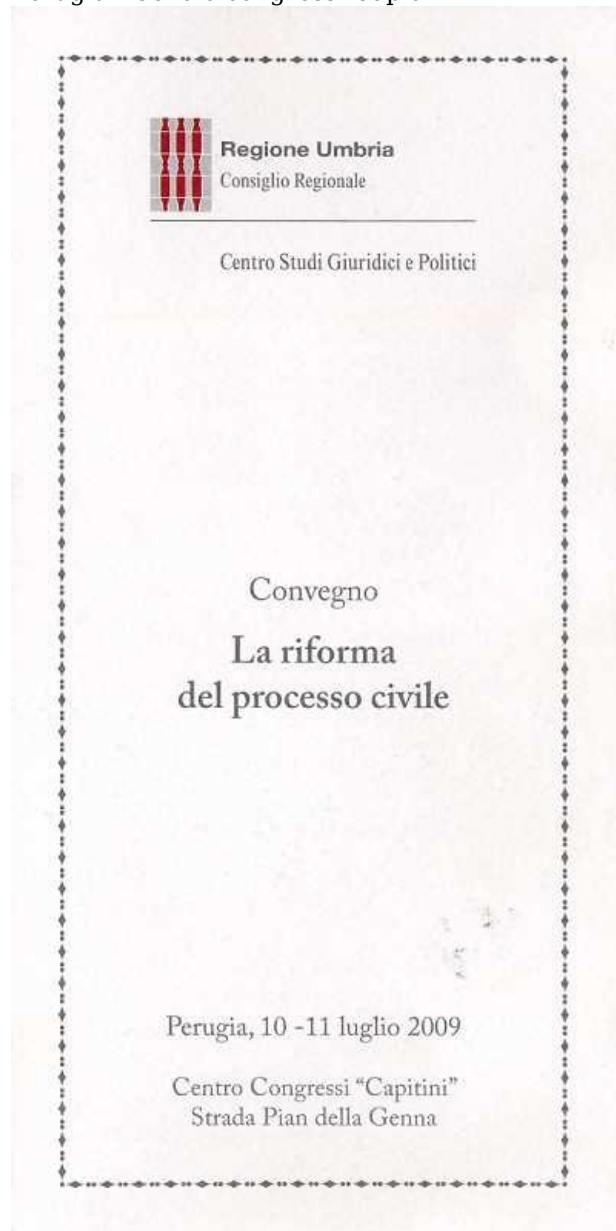 Regione Umbria
Consiglio Regionale
Centro Studi Giuridici e Politici
Convegno
La riforma
del processo civile
Perugia, 10 -11 luglio 2009
Centro Congressi “Capitini”
Strada Pian della Genna